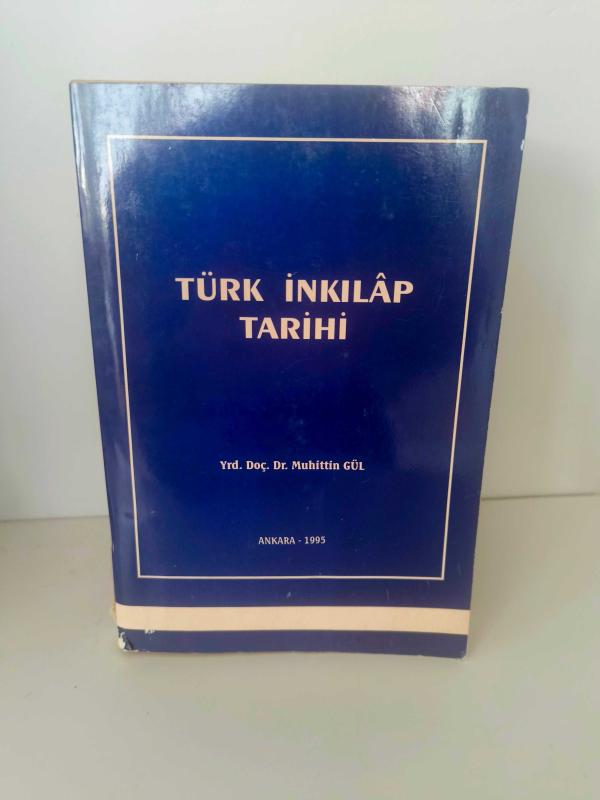 TÜRK İNKILÂP
TARİHİ
Yrd. Doç. Dr. Muhittin GÜL
ANKARA - 1995